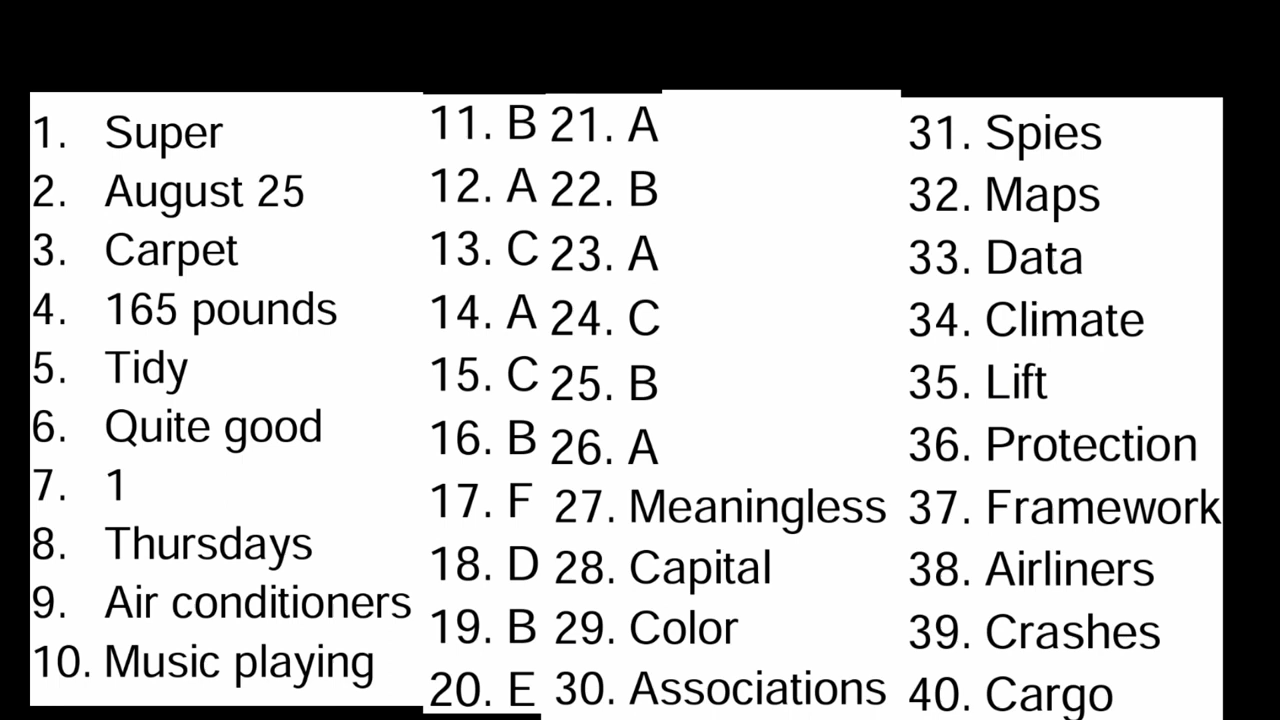 1. Super
2. August 25
3. Carpet
4. 165 pounds
5. Tidy
6. Quite good
7. 1
8. Thursdays
9. Air conditioners
10. Music playing
11. B
12. A
13. C
14. A
15. C
16. B
17. F
18. D
19. B
20. E
21. A
22. B
23. A
24. C
25. B
26. A
27. Meaningless
28. Capital
29. Color
30. Associations
31. Spies
32. Maps
33. Data
34. Climate
35. Lift
36. Protection
37. Framework
38. Airliners
39. Crashes
40. Cargo